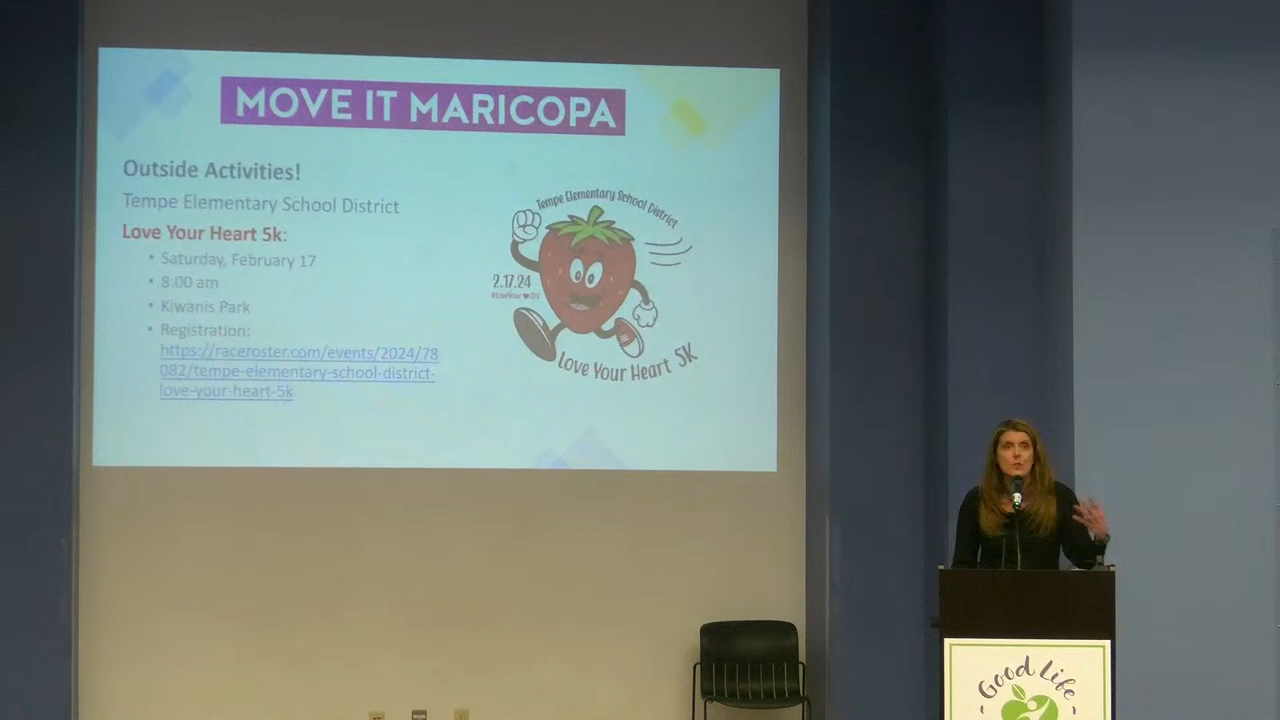 MOVE IT MARICOPA
Outside Activities!
Tempe Elementary School District
Love Your Heart 5k:
• Saturday, February 17
• 8:00 am
• Kiwanis Park
• Registration:
https://raceroster.com/events/2024/78
082/tempe-elementary-school-district-
love-your-heart-5k
Tempe Elementary School District
2.17.24
Love Your Heart 5K
- Good Life -